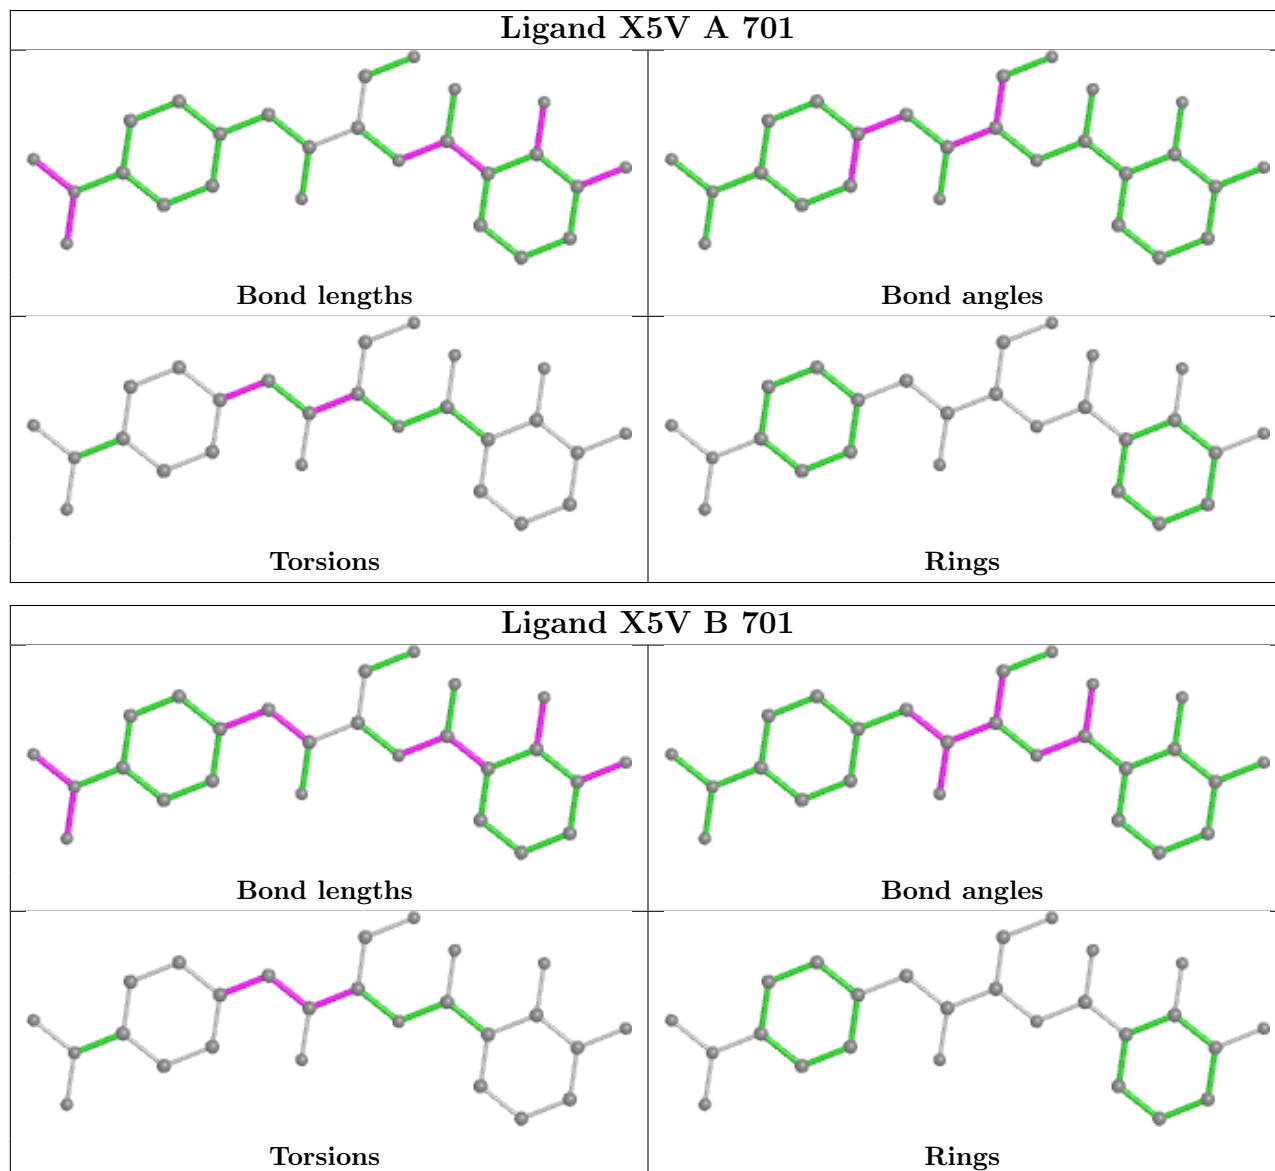 Ligand X5V A 701
Bond lengths
Bond angles
Torsions
Rings
Ligand X5V B 701
Bond lengths
Bond angles
Torsions
Rings